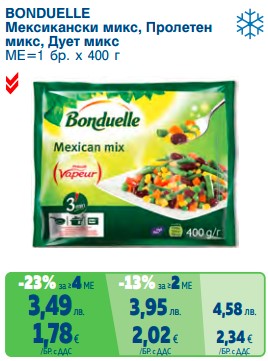 BONDUELLE
Мексикански микс, Пролетен
микс, Дует микс
МЕ=1 бр. х 400 г
Bonduelle
Mexican mix
Vapeur
3
400 g/г
-23% за ≥4 МЕ
3,49 лв.
1,78 €
/БР. с ДДС
-13% за ≥2 МЕ
3,95 лв.
2,02 €
/БР. с ДДС
4,58 лв.
2,34 €
/БР. с ДДС